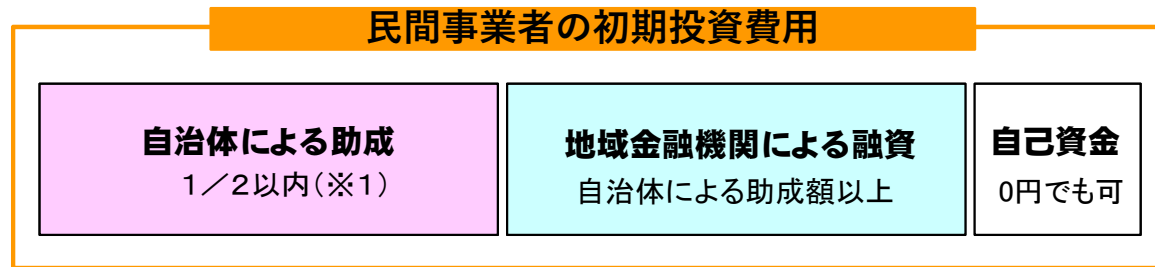 民間事業者の初期投資費用
自治体による助成
1/2以内(※1)
地域金融機関による融資
自治体による助成額以上
自己資金
0円でも可